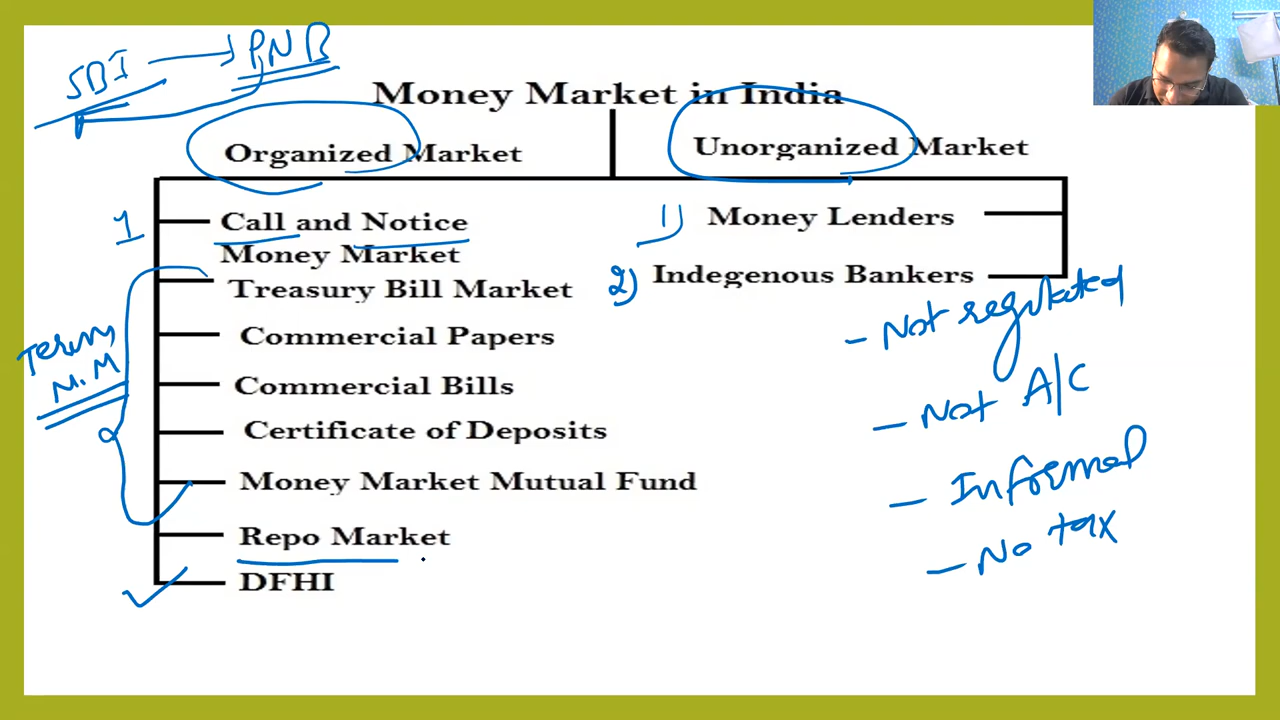 SBI → PNB
Money Market in India
Organized Market
Unorganized Market
1
Call and Notice
Money Market
Treasury Bill Market
Commercial Papers
Commercial Bills
Certificate of Deposits
Money Market Mutual Fund
Repo Market
DFHI
Term
M.M
1) Money Lenders
2) Indegenous Bankers
- Not regulated
- Not A/C
- Informal
- No tax